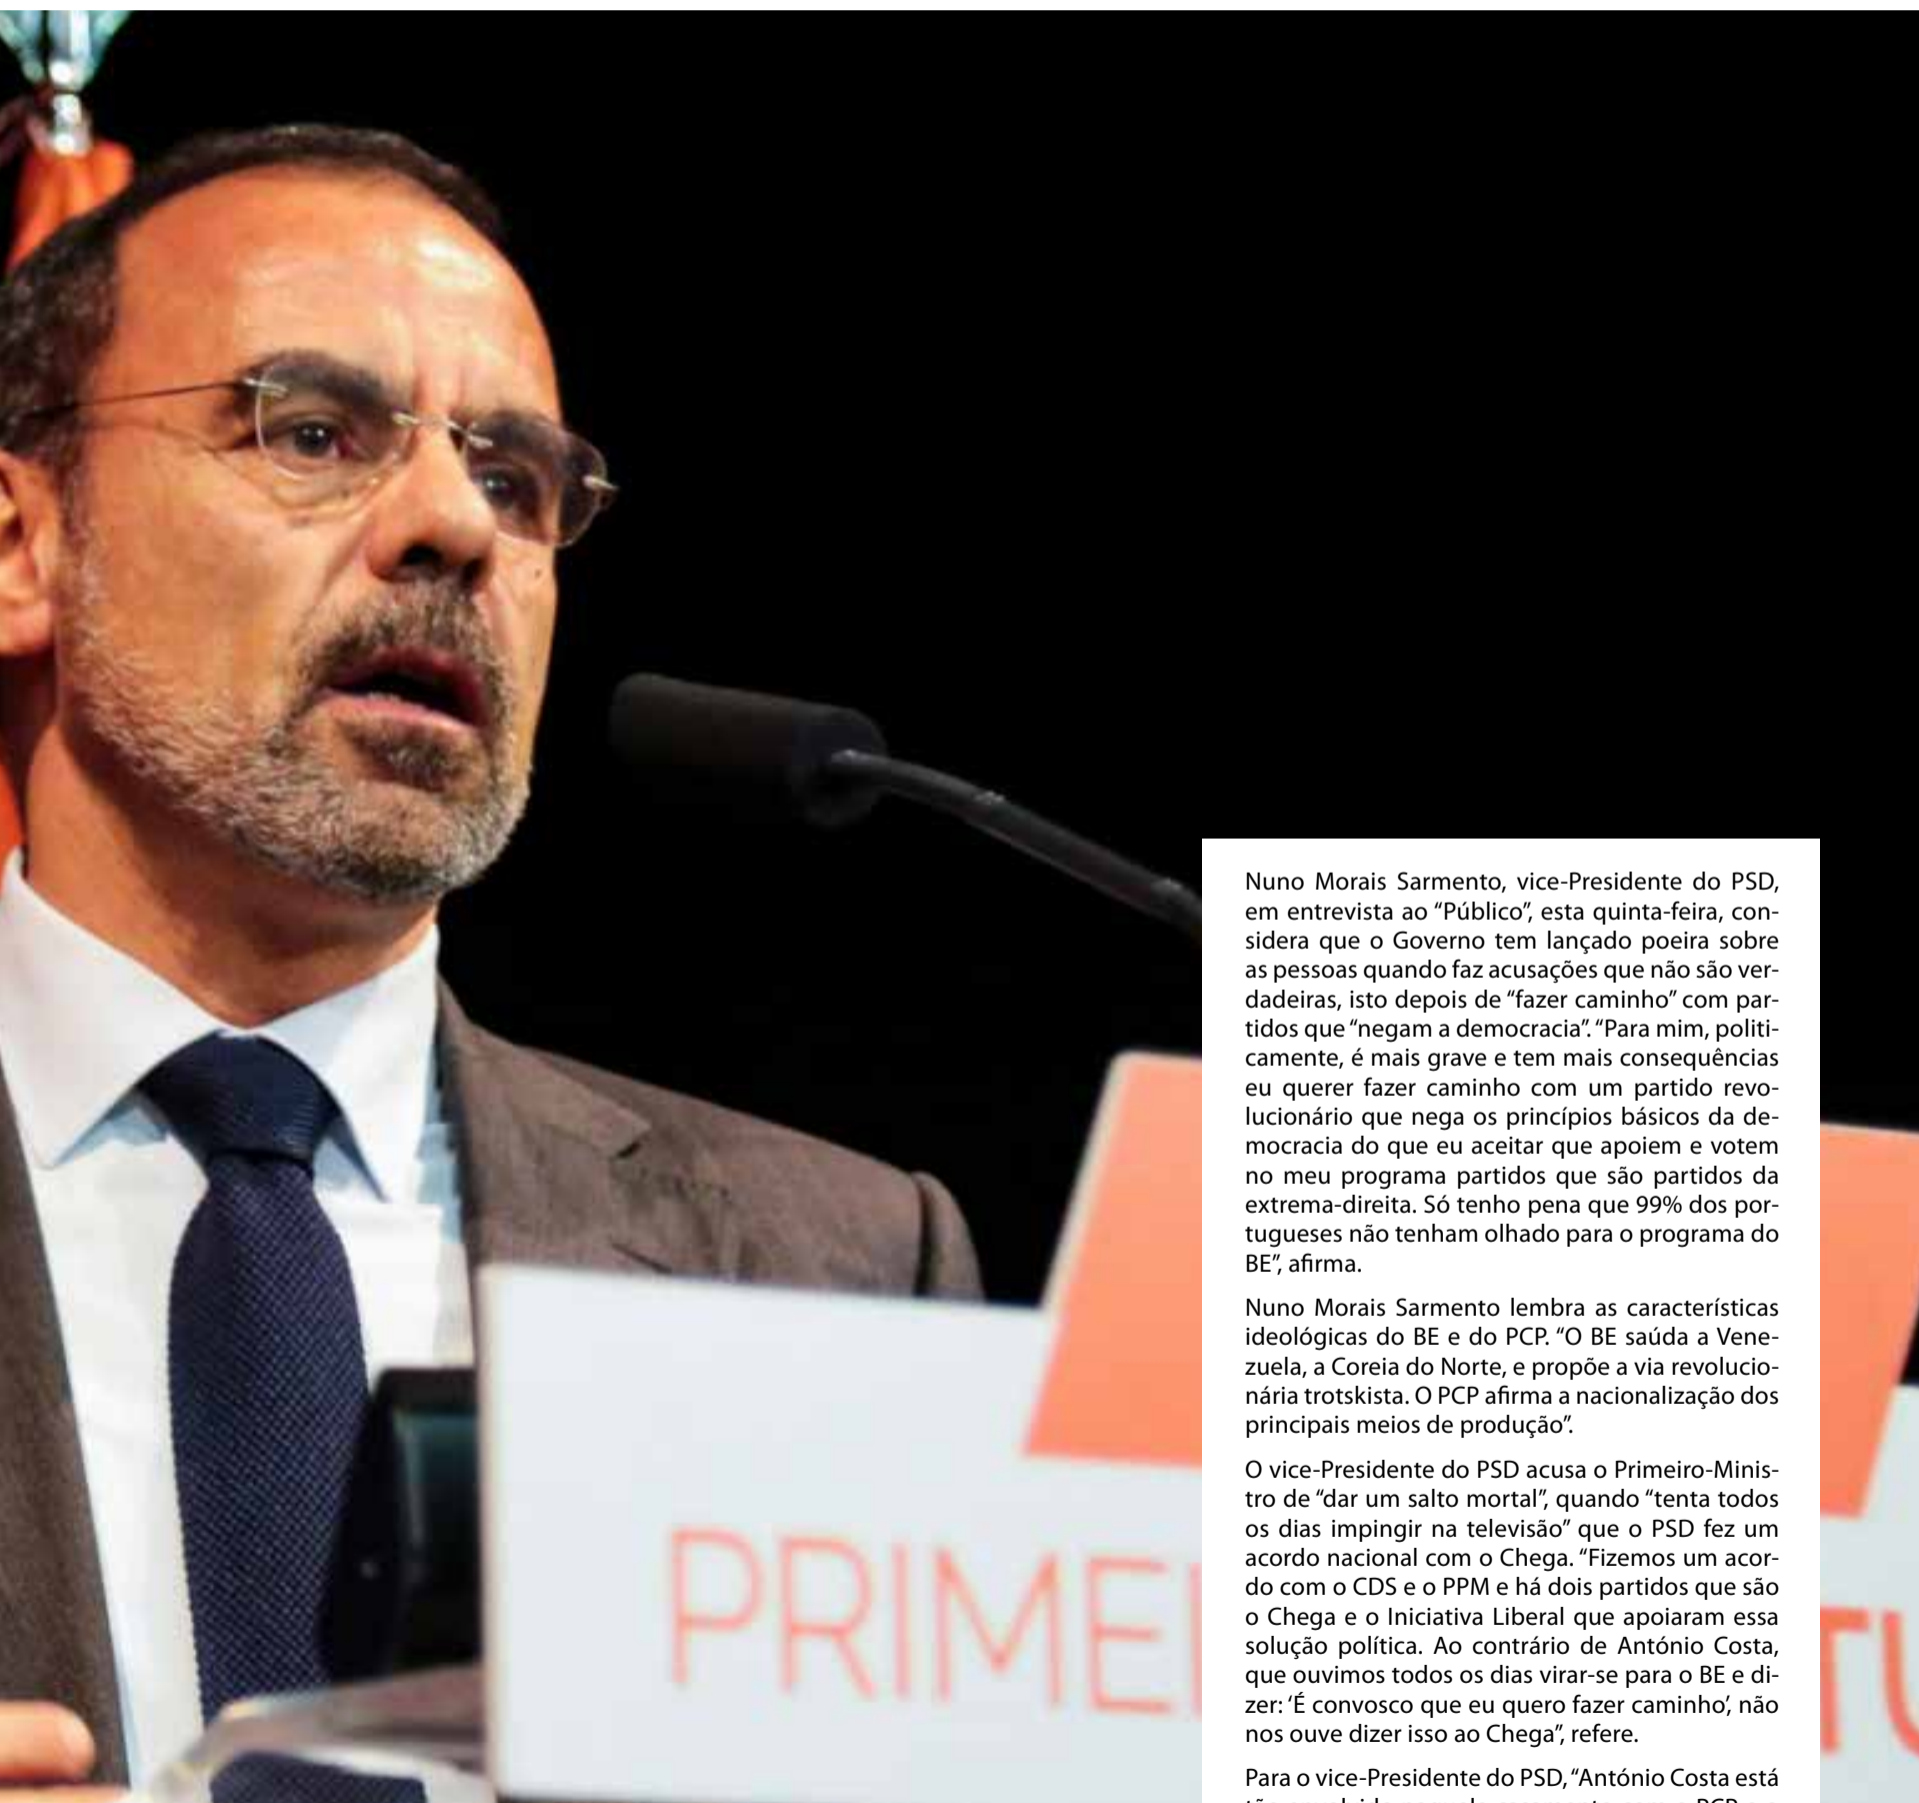 Nuno Morais Sarmento, vice-Presidente do PSD,
em entrevista ao “Público”, esta quinta-feira, con-
sidera que o Governo tem lançado poeira sobre
as pessoas quando faz acusações que não são ver-
dadeiras, isto depois de “fazer caminho” com par-
tidos que “negam a democracia”. “Para mim, politi-
camente, é mais grave e tem mais consequências
eu querer fazer caminho com um partido revo-
lucionário que nega os princípios básicos da de-
mocracia do que eu aceitar que apoiem e votem
no meu programa partidos que são partidos da
extrema-direita. Só tenho pena que 99% dos por-
tugueses não tenham olhado para o programa do
BE”, afirma.
Nuno Morais Sarmento lembra as características
ideológicas do BE e do PCP. “O BE saúda a Vene-
zuela, a Coreia do Norte, e propõe a via revolucio-
nária trotskista. O PCP afirma a nacionalização dos
principais meios de produção”.
O vice-Presidente do PSD acusa o Primeiro-Minis-
tro de “dar um salto mortal”, quando “tenta todos
os dias impingir na televisão” que o PSD fez um
acordo nacional com o Chega. “Fizemos um acor-
do com o CDS e o PPM e há dois partidos que são
o Chega e o Iniciativa Liberal que apoiaram essa
solução política. Ao contrário de António Costa,
que ouvimos todos os dias virar-se para o BE e di-
zer: ‘É convosco que eu quero fazer caminho’, não
nos ouve dizer isso ao Chega”, refere.
Para o vice-Presidente do PSD, “António Costa está
PRIMEI
TU